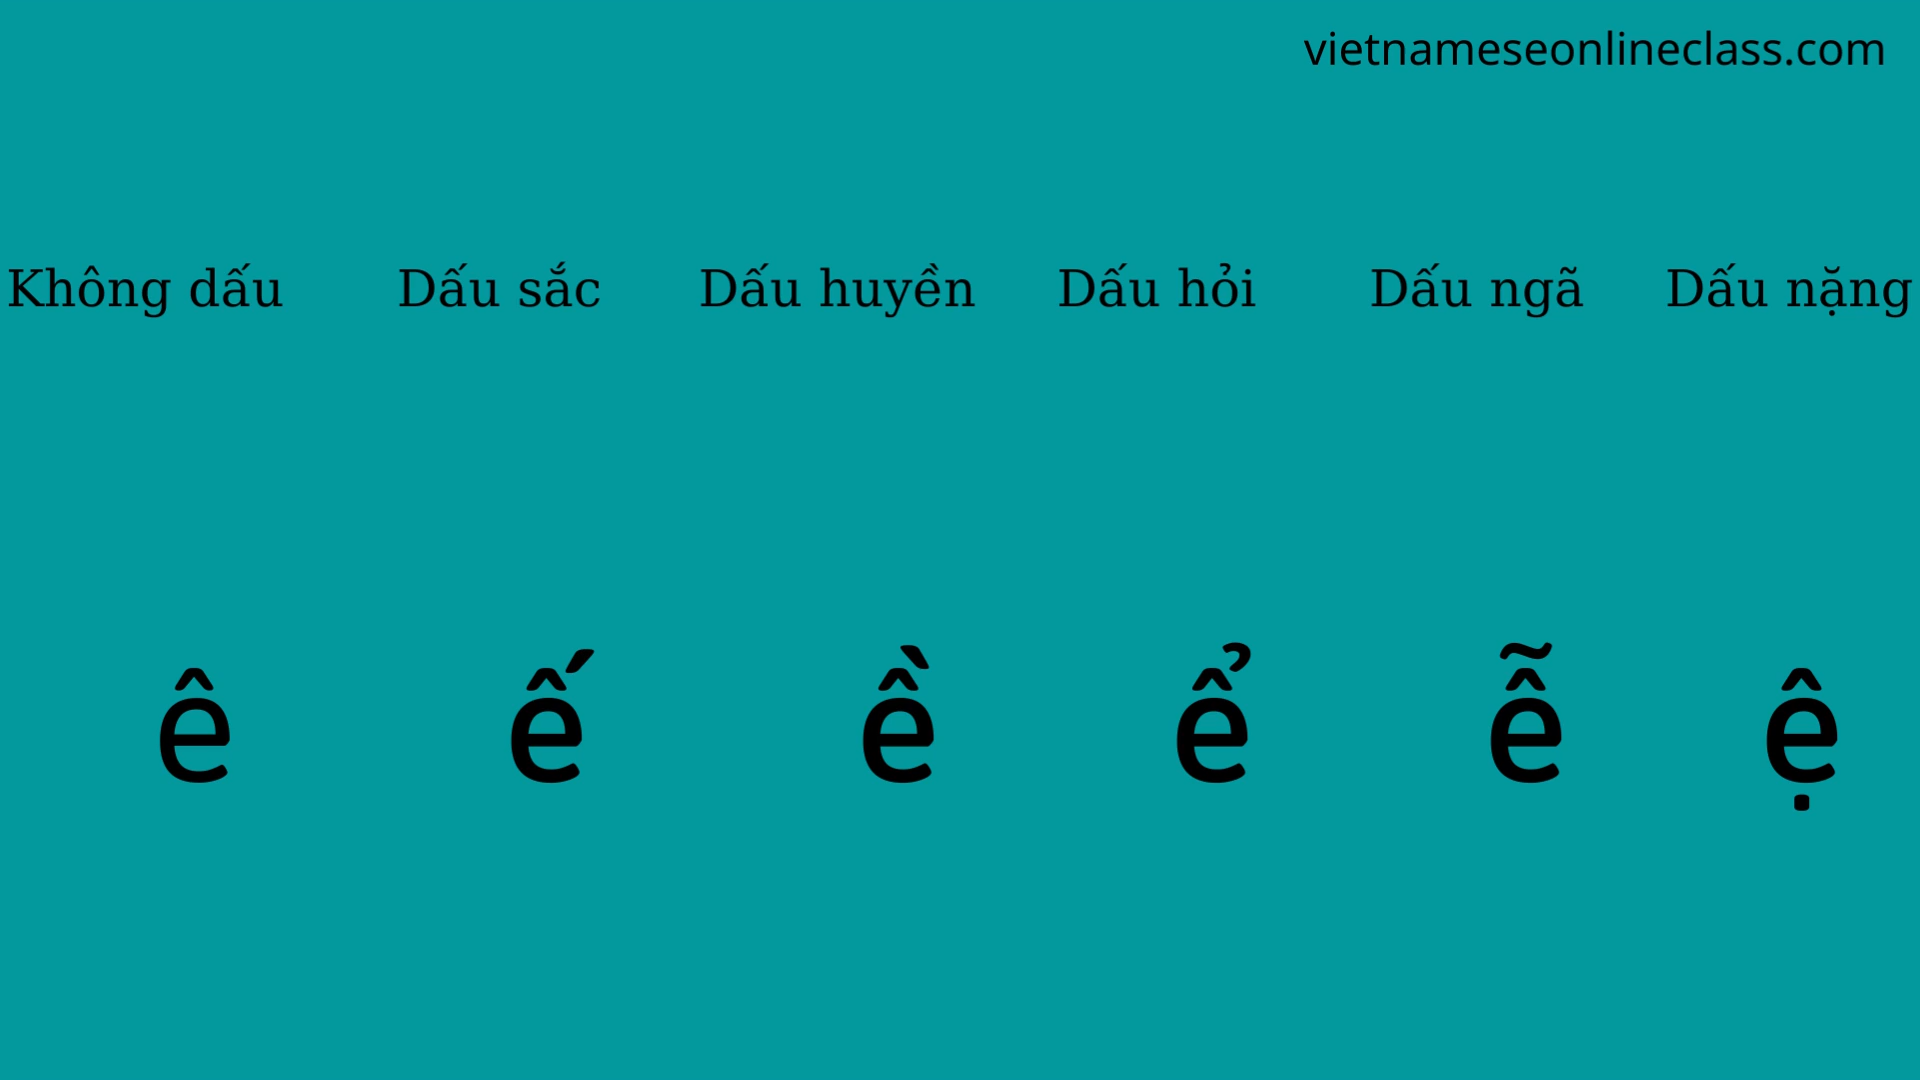 vietnameseonlineclass.com
Không dấu Dấu sắc Dấu huyền Dấu hỏi Dấu ngã Dấu nặng
ê ế ề ể ễ ệ